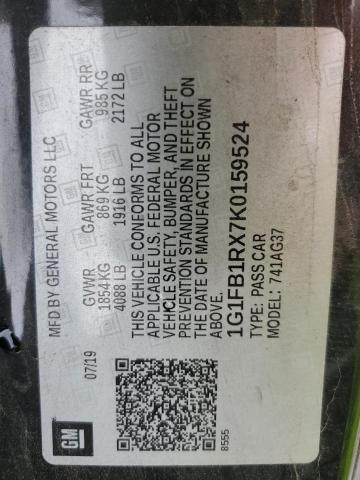 MFD BY GENERAL MOTORS LLC
07/19
GVWR GAWR FRT GAWR RR
1854KG 869 KG 985 KG
4088 LB 1916 LB 2172 LB
THIS VEHICLE CONFORMS TO ALL
APPLICABLE U.S. FEDERAL MOTOR
VEHICLE SAFETY, BUMPER, AND THEFT
PREVENTION STANDARDS IN EFFECT ON
THE DATE OF MANUFACTURE SHOWN
ABOVE.
1G1FB1RX7K0159524
TYPE: PASS CAR
MODEL: 741AG37
GM
8555